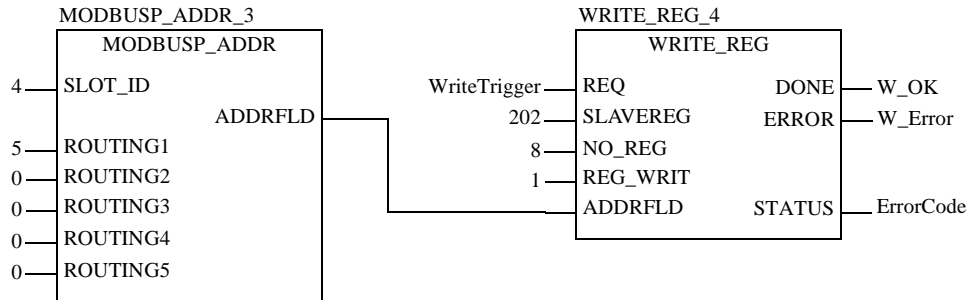 MODBUSP_ADDR_3
MODBUSP_ADDR
4 SLOT_ID
ADDRFLD
5 ROUTING1
0 ROUTING2
0 ROUTING3
0 ROUTING4
0 ROUTING5
WRITE_REG_4
WRITE_REG
WriteTrigger REQ DONE W_OK
202 SLAVEREG ERROR W_Error
8 NO_REG
1 REG_WRIT
ADDRFLD STATUS ErrorCode